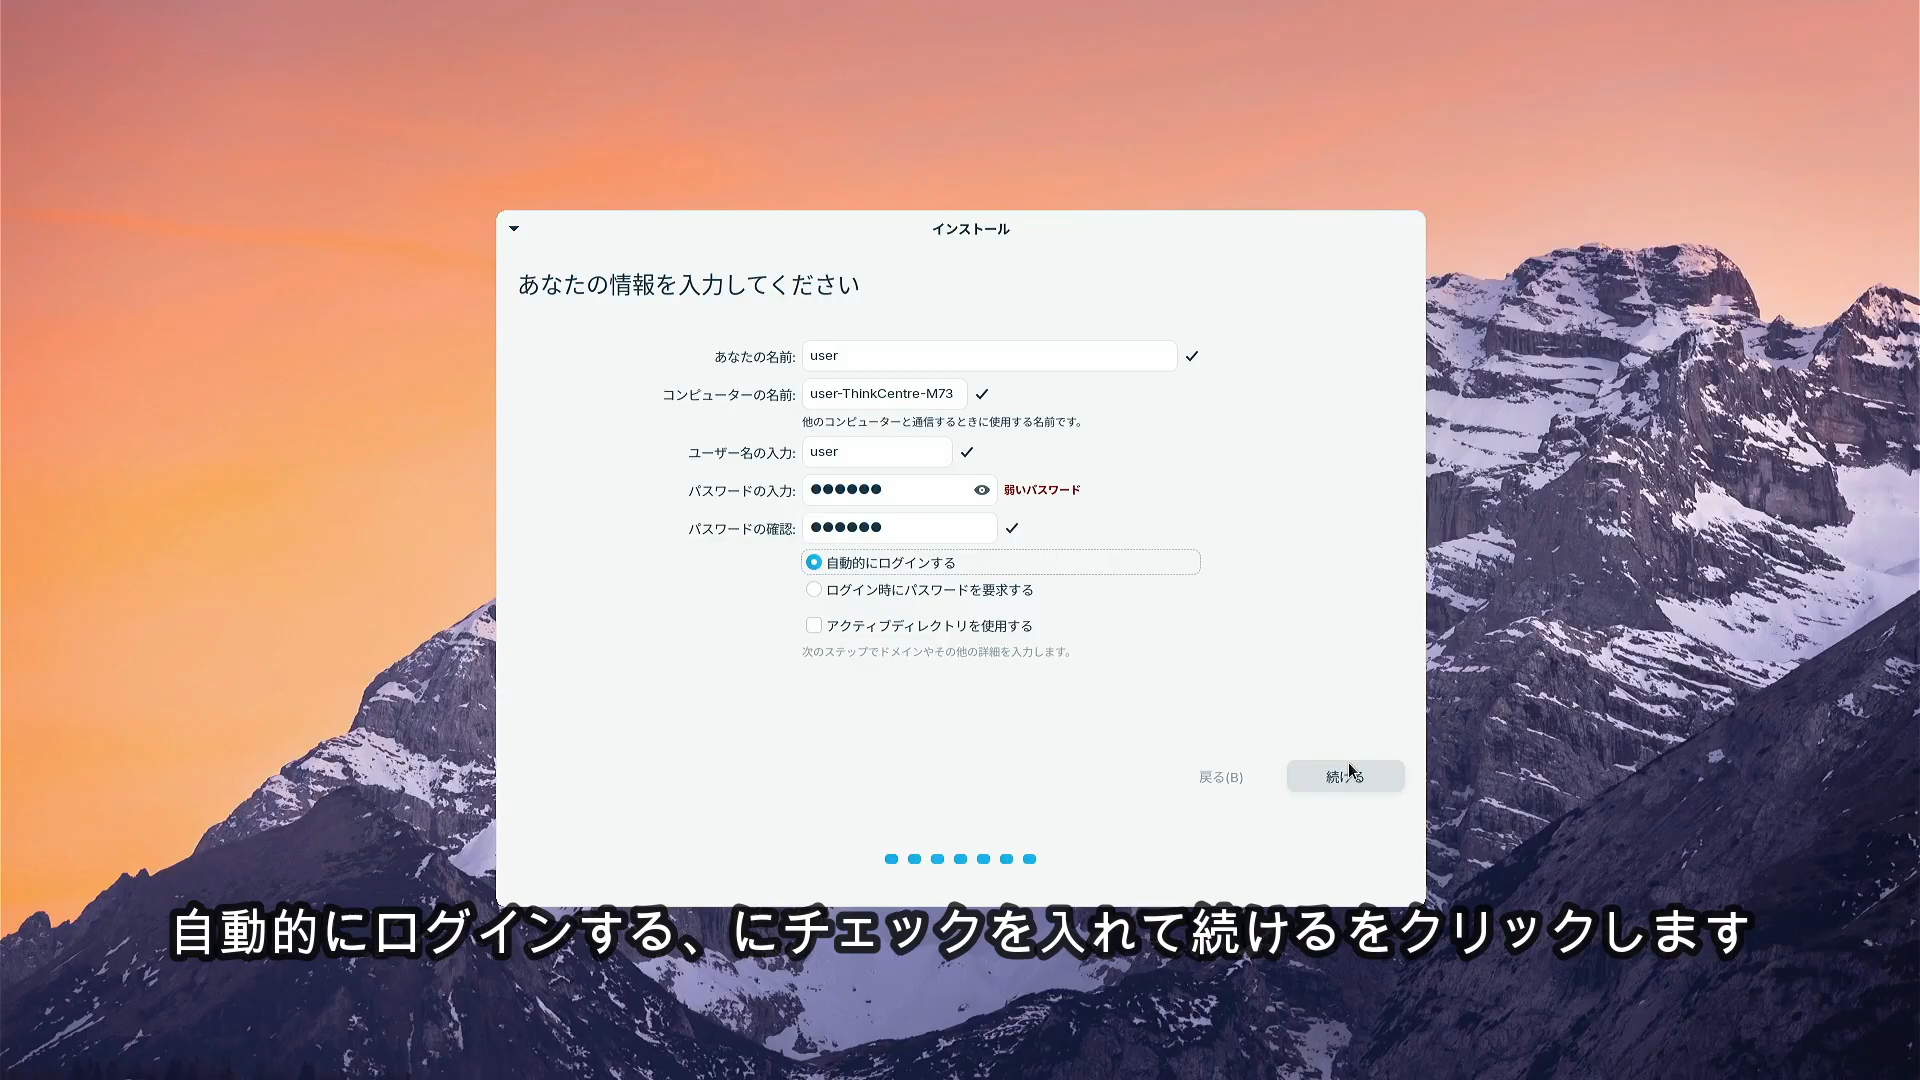 インストール
あなたの情報を入力してください
あなたの名前: user
コンピューターの名前: user-ThinkCentre-M73
他のコンピューターと通信するときに使用する名前です。
ユーザー名の入力: user
パスワードの入力: ●●●●●● 弱いパスワード
パスワードの確認: ●●●●●●
自動的にログインする
ログイン時にパスワードを要求する
アクティブディレクトリを使用する
次のステップでドメインやその他の詳細を入力します。
戻る(B) 続ける
自動的にログインする、にチェックを入れて続けるをクリックします